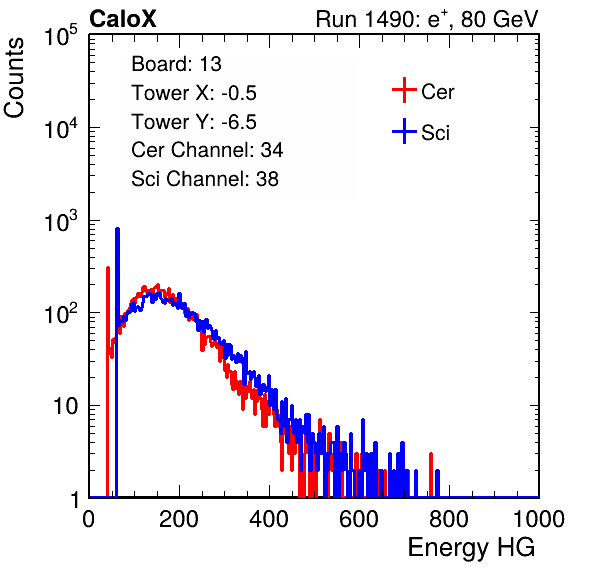 CaloX Run 1490: e⁺, 80 GeV
Counts
10⁵
10⁴
10³
10²
10
1
Board: 13
Tower X: -0.5
Tower Y: -6.5
Cer Channel: 34
Sci Channel: 38
Cer
Sci
0 200 400 600 800 1000
Energy HG